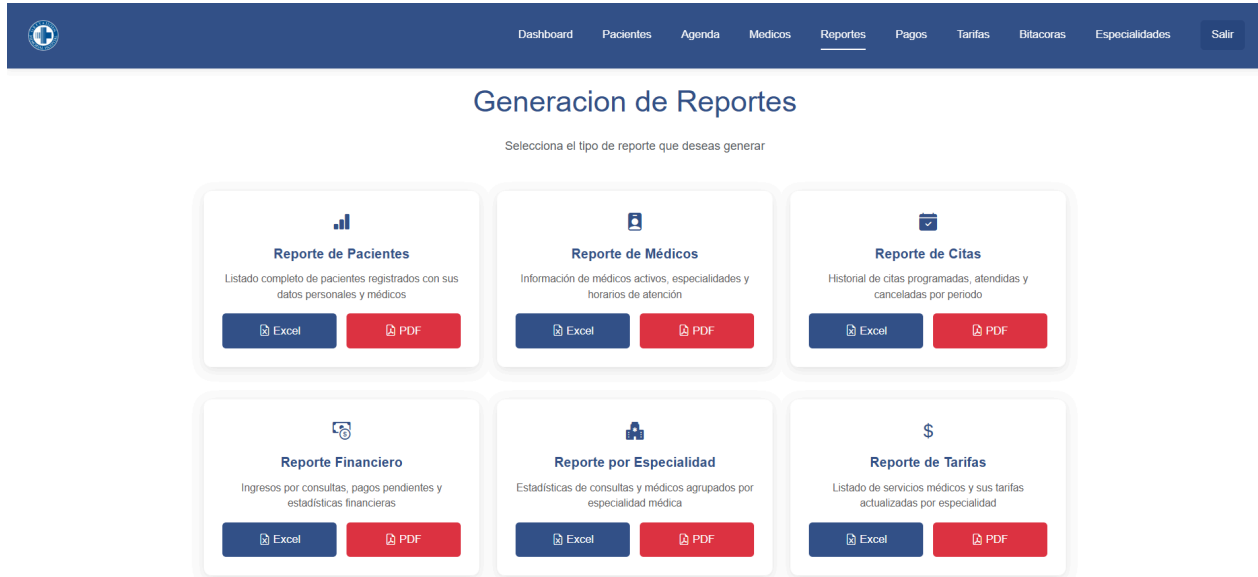 Dashboard Pacientes Agenda Medicos Reportes Pagos Tarifas Bitacoras Especialidades Salir
Generacion de Reportes
Selecciona el tipo de reporte que deseas generar
Reporte de Pacientes
Listado completo de pacientes registrados con sus
datos personales y médicos
Excel PDF
Reporte de Médicos
Información de médicos activos, especialidades y
horarios de atención
Excel PDF
Reporte de Citas
Historial de citas programadas, atendidas y
canceladas por periodo
Excel PDF
Reporte Financiero
Ingresos por consultas, pagos pendientes y
estadísticas financieras
Excel PDF
Reporte por Especialidad
Estadísticas de consultas y médicos agrupados por
especialidad médica
Excel PDF
$
Reporte de Tarifas
Listado de servicios médicos y sus tarifas
actualizadas por especialidad
Excel PDF